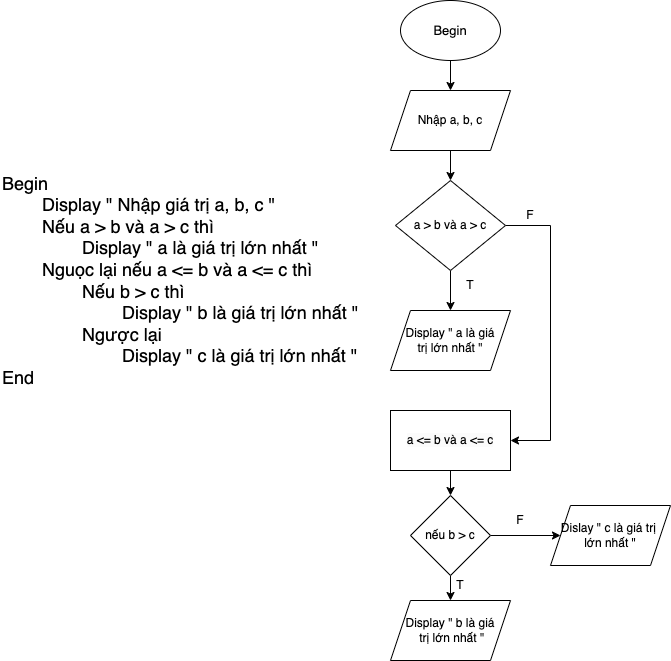 Begin
Display " Nhập giá trị a, b, c "
Nếu a > b và a > c thì
Display " a là giá trị lớn nhất "
Nguọc lại nếu a <= b và a <= c thì
Nếu b > c thì
Display " b là giá trị lớn nhất "
Ngược lại
Display " c là giá trị lớn nhất "
End
Begin
Nhập a, b, c
a > b và a > c
F
T
Display " a là giá
trị lớn nhất "
a <= b và a <= c
nếu b > c
F
Dislay " c là giá trị
lớn nhất "
T
Display " b là giá
trị lớn nhất "